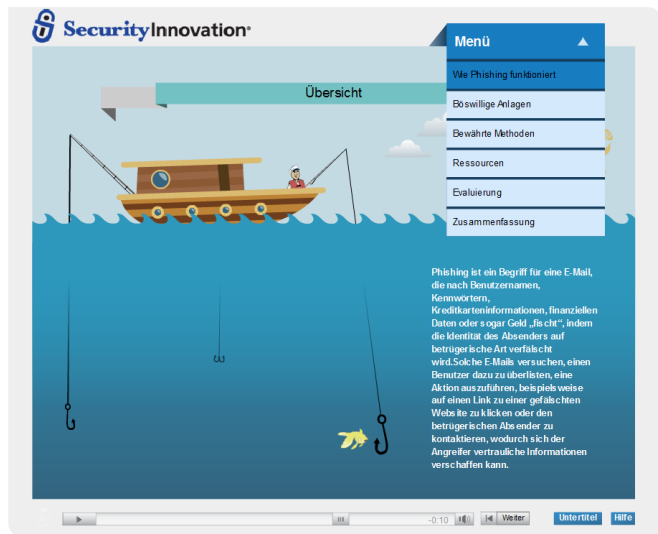 SecurityInnovation®
Menü
Wie Phishing funktioniert
Übersicht
Böswillige Anlagen
Bewährte Methoden
Ressourcen
Evaluierung
Zusammenfassung
Phishing ist ein Begriff für eine E-Mail,
die nach Benutzernamen,
Kennwörtern,
Kreditkarteninformationen, finanziellen
Daten oder sogar Geld „fischt“, indem
die Identität des Absenders auf
betrügerische Art verfälscht
wird.Solche E-Mails versuchen, einen
Benutzer dazu zu überlisten, eine
Aktion auszuführen, beispielsweise
auf einen Link zu einer gefälschten
Website zu klicken oder den
betrügerischen Absender zu
kontaktieren, wodurch sich der
Angreifer vertrauliche Informationen
verschaffen kann.
-0:10
Weiter
Untertitel
Hilfe